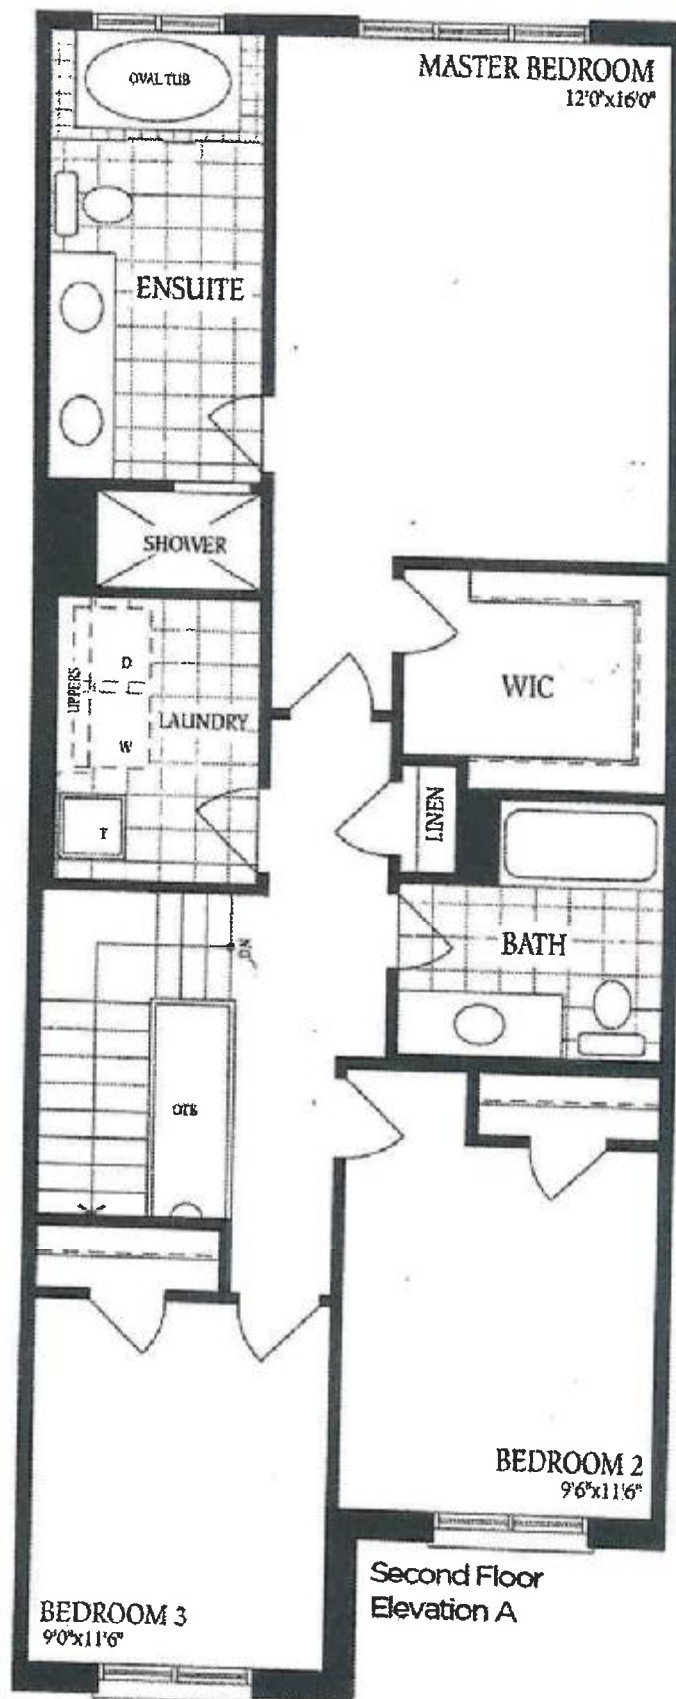 OVAL TUB
MASTER BEDROOM
12'0"x16'0"
ENSUITE
SHOWER
UPPERS
D
LAUNDRY
W
WIC
LINEN
T
BATH
DN
OTB
BEDROOM 2
9'6"x11'6"
Second Floor
Elevation A
BEDROOM 3
9'0"x11'6"